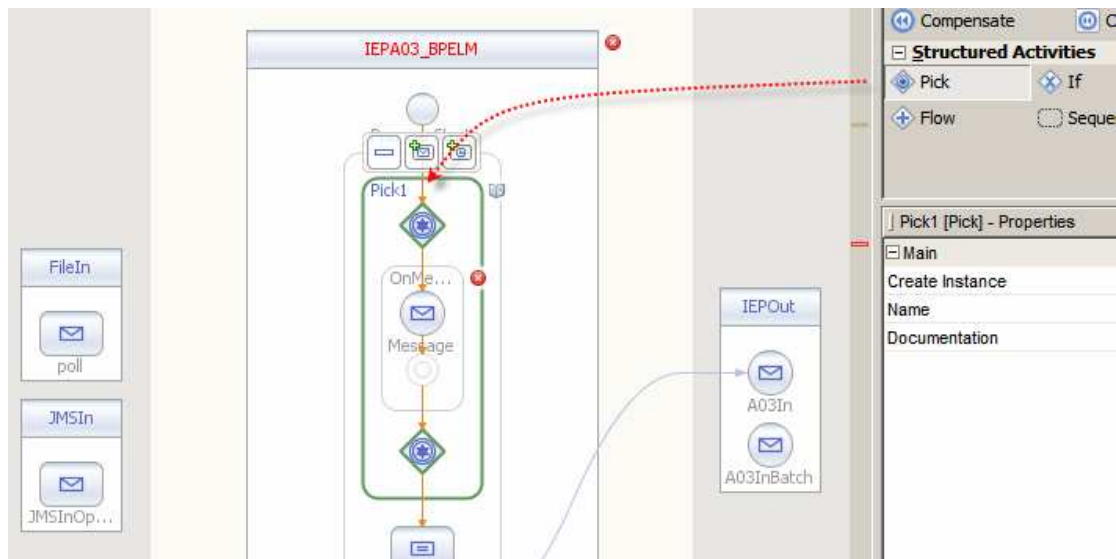 IEPA03_BPELM
Pick1
OnMe...
Message
FileIn
poll
JMSIn
JMSInOp...
IEPOut
A03In
A03InBatch
Compensate
Structured Activities
Pick
If
Flow
Pick1 [Pick] - Properties
Main
Create Instance
Name
Documentation